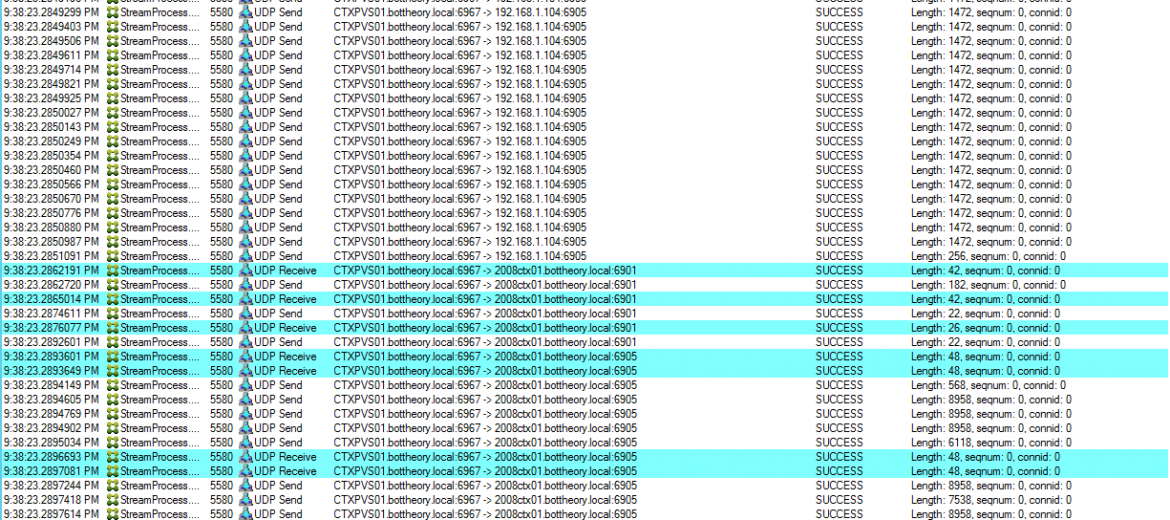 9:38:23.2849299 PM StreamProcess.... 5580 UDP Send CTXPVS01.bottheory.local:6967 -> 192.168.1.104:6905 SUCCESS Length: 1472, seqnum: 0, connid: 0
9:38:23.2849403 PM StreamProcess.... 5580 UDP Send CTXPVS01.bottheory.local:6967 -> 192.168.1.104:6905 SUCCESS Length: 1472, seqnum: 0, connid: 0
9:38:23.2849506 PM StreamProcess.... 5580 UDP Send CTXPVS01.bottheory.local:6967 -> 192.168.1.104:6905 SUCCESS Length: 1472, seqnum: 0, connid: 0
9:38:23.2849611 PM StreamProcess.... 5580 UDP Send CTXPVS01.bottheory.local:6967 -> 192.168.1.104:6905 SUCCESS Length: 1472, seqnum: 0, connid: 0
9:38:23.2849714 PM StreamProcess.... 5580 UDP Send CTXPVS01.bottheory.local:6967 -> 192.168.1.104:6905 SUCCESS Length: 1472, seqnum: 0, connid: 0
9:38:23.2849821 PM StreamProcess.... 5580 UDP Send CTXPVS01.bottheory.local:6967 -> 192.168.1.104:6905 SUCCESS Length: 1472, seqnum: 0, connid: 0
9:38:23.2849925 PM StreamProcess.... 5580 UDP Send CTXPVS01.bottheory.local:6967 -> 192.168.1.104:6905 SUCCESS Length: 1472, seqnum: 0, connid: 0
9:38:23.2850027 PM StreamProcess.... 5580 UDP Send CTXPVS01.bottheory.local:6967 -> 192.168.1.104:6905 SUCCESS Length: 1472, seqnum: 0, connid: 0
9:38:23.2850143 PM StreamProcess.... 5580 UDP Send CTXPVS01.bottheory.local:6967 -> 192.168.1.104:6905 SUCCESS Length: 1472, seqnum: 0, connid: 0
9:38:23.2850249 PM StreamProcess.... 5580 UDP Send CTXPVS01.bottheory.local:6967 -> 192.168.1.104:6905 SUCCESS Length: 1472, seqnum: 0, connid: 0
9:38:23.2850354 PM StreamProcess.... 5580 UDP Send CTXPVS01.bottheory.local:6967 -> 192.168.1.104:6905 SUCCESS Length: 1472, seqnum: 0, connid: 0
9:38:23.2850460 PM StreamProcess.... 5580 UDP Send CTXPVS01.bottheory.local:6967 -> 192.168.1.104:6905 SUCCESS Length: 1472, seqnum: 0, connid: 0
9:38:23.2850566 PM StreamProcess.... 5580 UDP Send CTXPVS01.bottheory.local:6967 -> 192.168.1.104:6905 SUCCESS Length: 1472, seqnum: 0, connid: 0
9:38:23.2850670 PM StreamProcess.... 5580 UDP Send CTXPVS01.bottheory.local:6967 -> 192.168.1.104:6905 SUCCESS Length: 1472, seqnum: 0, connid: 0
9:38:23.2850776 PM StreamProcess.... 5580 UDP Send CTXPVS01.bottheory.local:6967 -> 192.168.1.104:6905 SUCCESS Length: 1472, seqnum: 0, connid: 0
9:38:23.2850880 PM StreamProcess.... 5580 UDP Send CTXPVS01.bottheory.local:6967 -> 192.168.1.104:6905 SUCCESS Length: 1472, seqnum: 0, connid: 0
9:38:23.2850987 PM StreamProcess.... 5580 UDP Send CTXPVS01.bottheory.local:6967 -> 192.168.1.104:6905 SUCCESS Length: 1472, seqnum: 0, connid: 0
9:38:23.2851091 PM StreamProcess.... 5580 UDP Send CTXPVS01.bottheory.local:6967 -> 192.168.1.104:6905 SUCCESS Length: 256, seqnum: 0, connid: 0
9:38:23.2862191 PM StreamProcess.... 5580 UDP Receive CTXPVS01.bottheory.local:6967 -> 2008ctx01.bottheory.local:6901 SUCCESS Length: 42, seqnum: 0, connid: 0
9:38:23.2862720 PM StreamProcess.... 5580 UDP Send CTXPVS01.bottheory.local:6967 -> 2008ctx01.bottheory.local:6901 SUCCESS Length: 182, seqnum: 0, connid: 0
9:38:23.2865014 PM StreamProcess.... 5580 UDP Receive CTXPVS01.bottheory.local:6967 -> 2008ctx01.bottheory.local:6901 SUCCESS Length: 42, seqnum: 0, connid: 0
9:38:23.2874611 PM StreamProcess.... 5580 UDP Send CTXPVS01.bottheory.local:6967 -> 2008ctx01.bottheory.local:6901 SUCCESS Length: 22, seqnum: 0, connid: 0
9:38:23.2876077 PM StreamProcess.... 5580 UDP Receive CTXPVS01.bottheory.local:6967 -> 2008ctx01.bottheory.local:6901 SUCCESS Length: 26, seqnum: 0, connid: 0
9:38:23.2892601 PM StreamProcess.... 5580 UDP Send CTXPVS01.bottheory.local:6967 -> 2008ctx01.bottheory.local:6901 SUCCESS Length: 22, seqnum: 0, connid: 0
9:38:23.2893601 PM StreamProcess.... 5580 UDP Receive CTXPVS01.bottheory.local:6967 -> 2008ctx01.bottheory.local:6905 SUCCESS Length: 48, seqnum: 0, connid: 0
9:38:23.2893649 PM StreamProcess.... 5580 UDP Receive CTXPVS01.bottheory.local:6967 -> 2008ctx01.bottheory.local:6905 SUCCESS Length: 48, seqnum: 0, connid: 0
9:38:23.2894149 PM StreamProcess.... 5580 UDP Send CTXPVS01.bottheory.local:6967 -> 2008ctx01.bottheory.local:6905 SUCCESS Length: 568, seqnum: 0, connid: 0
9:38:23.2894605 PM StreamProcess.... 5580 UDP Send CTXPVS01.bottheory.local:6967 -> 2008ctx01.bottheory.local:6905 SUCCESS Length: 8958, seqnum: 0, connid: 0
9:38:23.2894769 PM StreamProcess.... 5580 UDP Send CTXPVS01.bottheory.local:6967 -> 2008ctx01.bottheory.local:6905 SUCCESS Length: 8958, seqnum: 0, connid: 0
9:38:23.2894902 PM StreamProcess.... 5580 UDP Send CTXPVS01.bottheory.local:6967 -> 2008ctx01.bottheory.local:6905 SUCCESS Length: 8958, seqnum: 0, connid: 0
9:38:23.2895034 PM StreamProcess.... 5580 UDP Send CTXPVS01.bottheory.local:6967 -> 2008ctx01.bottheory.local:6905 SUCCESS Length: 6118, seqnum: 0, connid: 0
9:38:23.2896693 PM StreamProcess.... 5580 UDP Receive CTXPVS01.bottheory.local:6967 -> 2008ctx01.bottheory.local:6905 SUCCESS Length: 48, seqnum: 0, connid: 0
9:38:23.2897081 PM StreamProcess.... 5580 UDP Receive CTXPVS01.bottheory.local:6967 -> 2008ctx01.bottheory.local:6905 SUCCESS Length: 48, seqnum: 0, connid: 0
9:38:23.2897244 PM StreamProcess.... 5580 UDP Send CTXPVS01.bottheory.local:6967 -> 2008ctx01.bottheory.local:6905 SUCCESS Length: 8958, seqnum: 0, connid: 0
9:38:23.2897418 PM StreamProcess.... 5580 UDP Send CTXPVS01.bottheory.local:6967 -> 2008ctx01.bottheory.local:6905 SUCCESS Length: 7538, seqnum: 0, connid: 0
9:38:23.2897614 PM StreamProcess.... 5580 UDP Send CTXPVS01.bottheory.local:6967 -> 2008ctx01.bottheory.local:6905 SUCCESS Length: 8958, seqnum: 0, connid: 0